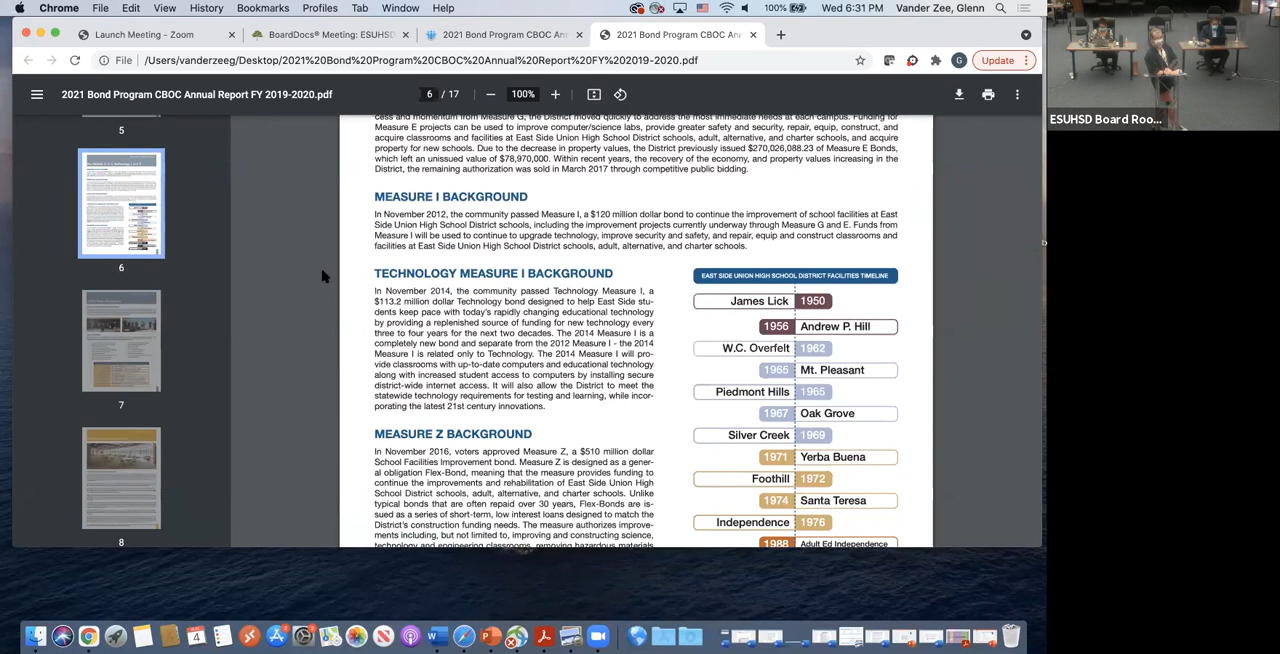 Chrome File Edit View History Bookmarks Profiles Tab Window Help 100% Wed 6:31 PM Vander Zee, Glenn
Launch Meeting - Zoom
BoardDocs® Meeting: ESUHSD
2021 Bond Program CBOC An
2021 Bond Program CBOC An
File /Users/vanderzeeg/Desktop/2021%20Bond%20Program%20CBOC%20Annual%20Report%20FY%202019-2020.pdf
G
Update
2021 Bond Program CBOC Annual Report FY 2019-2020.pdf
6 / 17
100%
5
6
7
8
cess and momentum from Measure G, the District moved quickly to address the most immediate needs at each campus. Funding for
Measure E projects can be used to improve computer/science labs, provide greater safety and security, repair, equip, construct, and
acquire classrooms and facilities at East Side Union High School District schools, adult, alternative, and charter schools, and acquire
property for new schools. Due to the decrease in property values, the District previously issued $270,026,088.23 of Measure E Bonds,
which left an unissued value of $78,970,000. Within recent years, the recovery of the economy, and property values increasing in the
District, the remaining authorization was sold in March 2017 through competitive public bidding.
MEASURE I BACKGROUND
In November 2012, the community passed Measure I, a $120 million dollar bond to continue the improvement of school facilities at East
Side Union High School District schools, including the improvement projects currently underway through Measure G and E. Funds from
Measure I will be used to continue to upgrade technology, improve security and safety, and repair, equip and construct classrooms and
facilities at East Side Union High School District schools, adult, alternative, and charter schools.
TECHNOLOGY MEASURE I BACKGROUND
In November 2014, the community passed Technology Measure I, a
$113.2 million dollar Technology bond designed to help East Side stu-
dents keep pace with today's rapidly changing educational technology
by providing a replenished source of funding for new technology every
three to four years for the next two decades. The 2014 Measure I is a
completely new bond and separate from the 2012 Measure I - the 2014
Measure I is related only to Technology. The 2014 Measure I will pro-
vide classrooms with up-to-date computers and educational technology
along with increased student access to computers by installing secure
district-wide internet access. It will also allow the District to meet the
statewide technology requirements for testing and learning, while incor-
porating the latest 21st century innovations.
MEASURE Z BACKGROUND
In November 2016, voters approved Measure Z, a $510 million dollar
School Facilities Improvement bond. Measure Z is designed as a gener-
al obligation Flex-Bond, meaning that the measure provides funding to
continue the improvements and rehabilitation of East Side Union High
School District schools, adult, alternative, and charter schools. Unlike
typical bonds that are often repaid over 30 years, Flex-Bonds are is-
sued as a series of short-term, low interest loans designed to match the
District's construction funding needs. The measure authorizes improve-
ments including, but not limited to, improving and constructing science,
technology and engineering classrooms, removing hazardous materials
EAST SIDE UNION HIGH SCHOOL DISTRICT FACILITIES TIMELINE
James Lick 1950
1956 Andrew P. Hill
W.C. Overfelt 1962
1965 Mt. Pleasant
Piedmont Hills 1965
1967 Oak Grove
Silver Creek 1969
1971 Yerba Buena
Foothill 1972
1974 Santa Teresa
Independence 1976
1988 Adult Ed Independence
ESUHSD Board Roo...